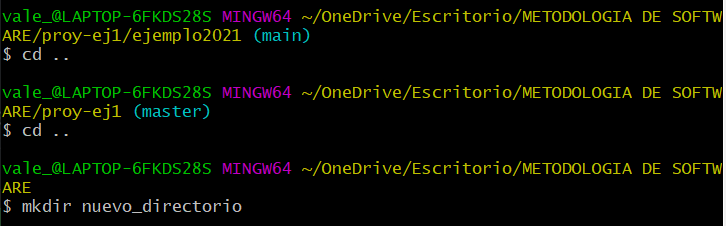 vale_@LAPTOP-6FKDS28S MINGW64 ~/OneDrive/Escritorio/METODOLOGIA DE SOFTW
ARE/proy-ej1/ejemplo2021 (main)
$ cd ..
vale_@LAPTOP-6FKDS28S MINGW64 ~/OneDrive/Escritorio/METODOLOGIA DE SOFTW
ARE/proy-ej1 (master)
$ cd ..
vale_@LAPTOP-6FKDS28S MINGW64 ~/OneDrive/Escritorio/METODOLOGIA DE SOFTW
ARE
$ mkdir nuevo_directorio